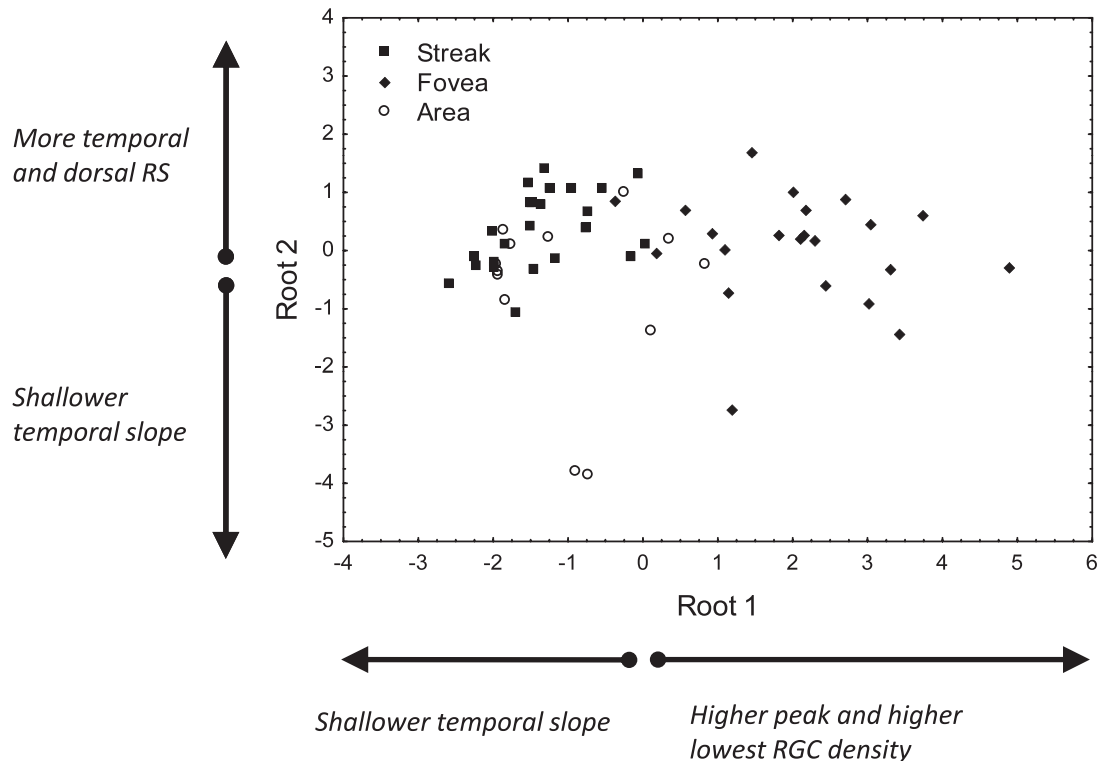 4
3
2
1
0
-1
-2
-3
-4
-5
Root 2
Streak
Fovea
Area
More temporal
and dorsal RS
Shallower
temporal slope
-4 -3 -2 -1 0 1 2 3 4 5 6
Root 1
Shallower temporal slope
Higher peak and higher
lowest RGC density